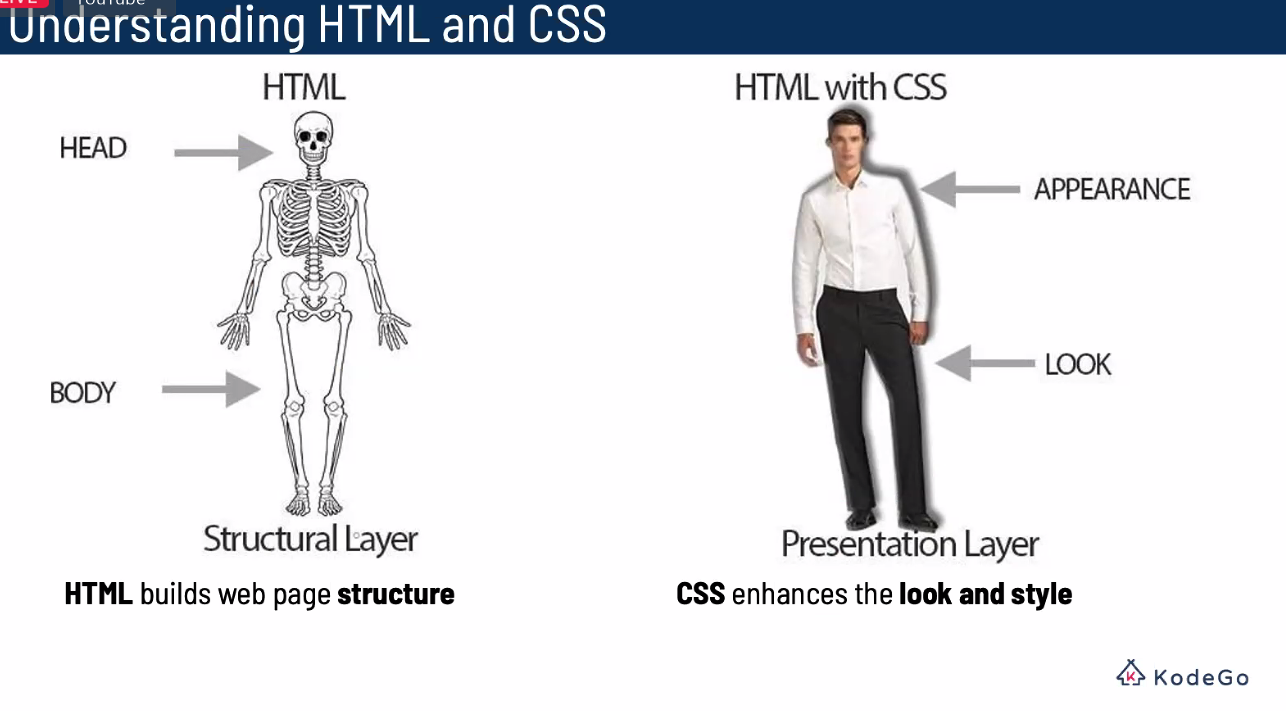 LIVE
YouTube
Understanding HTML and CSS
HTML
HEAD
BODY
Structural Layer
HTML builds web page structure
HTML with CSS
APPEARANCE
LOOK
Presentation Layer
CSS enhances the look and style
KodeGo